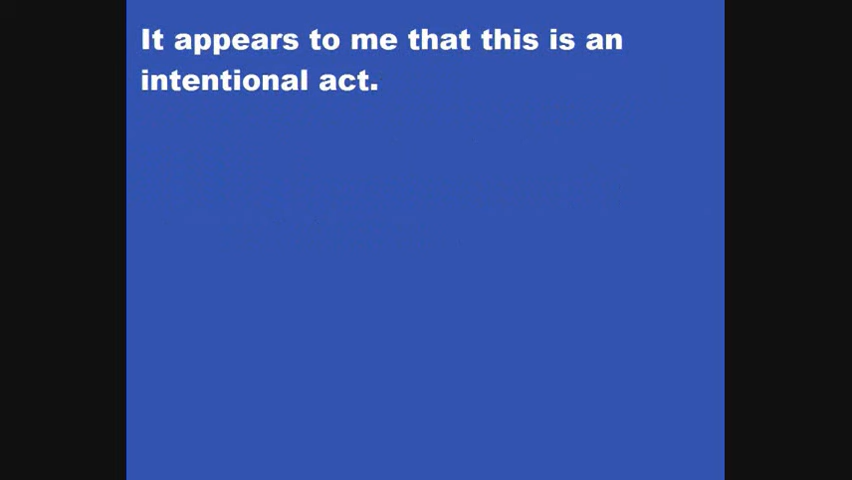 It appears to me that this is an
intentional act.